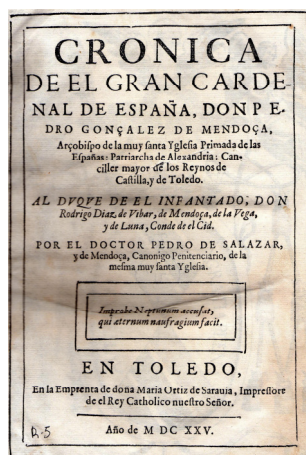 CRONICA
DE EL GRAN CARDE-
NAL DE ESPAÑA, DON PE-
DRO GONÇALEZ DE MENDOÇA,
Arçobispo de la muy santa Yglesia Primada de las
Españas: Patriarcha de Alexandria: Can-
ciller mayor de los Reynos de
Castilla, y de Toledo.
AL DVQVE DE EL INFANTADO, DON
Rodrigo Diaz, de Vibar, de Mendoça, de la Vega,
y de Luna, Conde de el Cid.
POR EL DOCTOR PEDRO DE SALAZAR,
y de Mendoça, Canonigo Penitenciario, de la
mesma muy santa Yglesia.
Improbe Neptunum accusat,
qui æternum naufragium facit.
EN TOLEDO,
En la Emprenta de dona Maria Ortiz de Sarauia, Impressore
de el Rey Catholico nuestro Señor.
Año de M DC XXV.
R-5